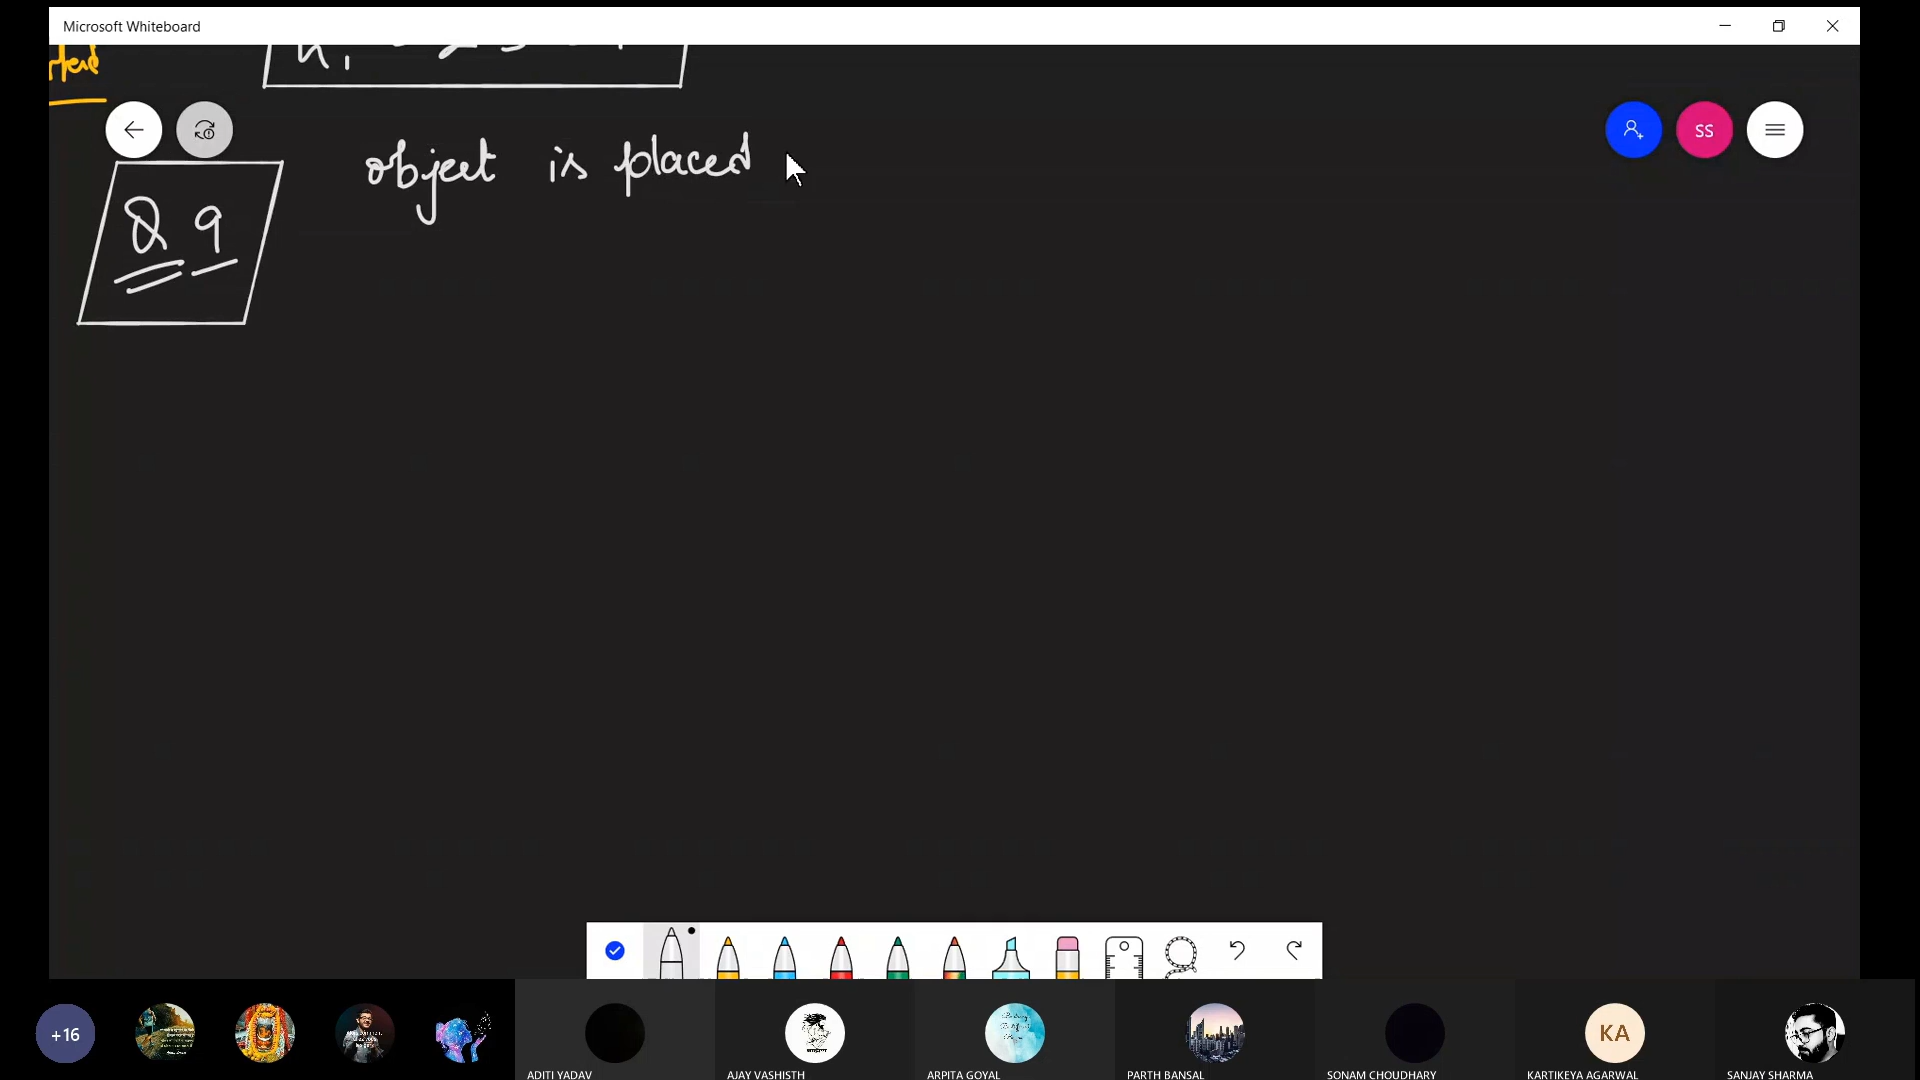 Microsoft Whiteboard
SS
object is placed
Q 9
+16
ADITI YADAV
AJAY VASHISTH
ARPITA GOYAL
PARTH BANSAL
SONAM CHOUDHARY
KA
KARTIKEYA AGARWAL
SANJAY SHARMA